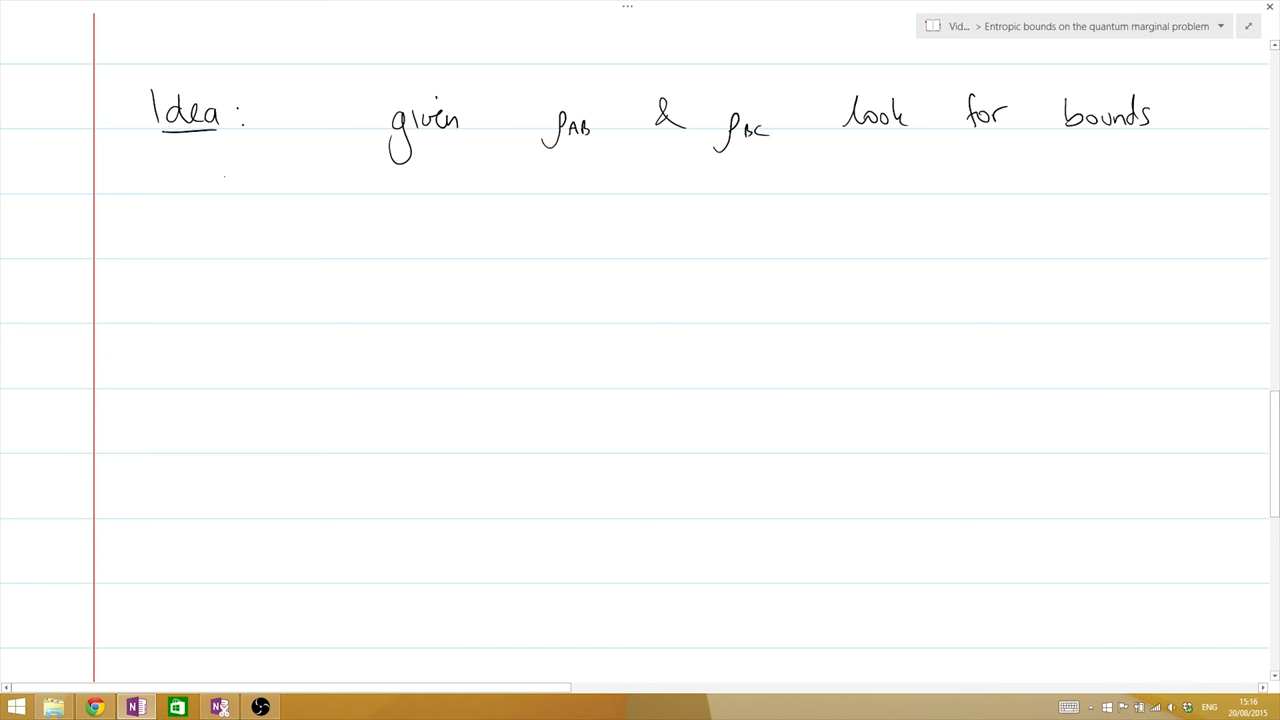 Vid... > Entropic bounds on the quantum marginal problem
Idea: given ρAB & ρBC look for bounds
ENG
15:16
20/08/2015